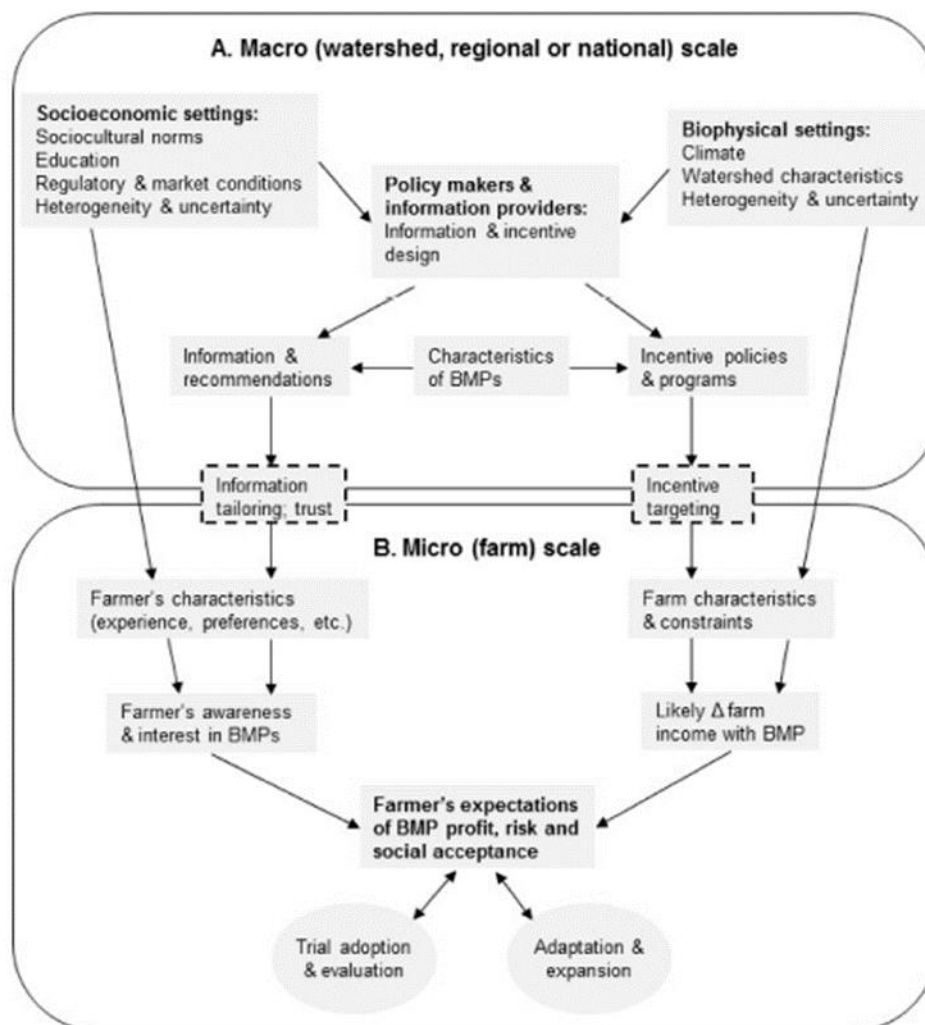 A. Macro (watershed, regional or national) scale
Socioeconomic settings:
Sociocultural norms
Education
Regulatory & market conditions
Heterogeneity & uncertainty
Biophysical settings:
Climate
Watershed characteristics
Heterogeneity & uncertainty
Policy makers &
information providers:
Information & incentive
design
Information &
recommendations
Characteristics
of BMPs
Incentive policies
& programs
Information
tailoring; trust
Incentive
targeting
B. Micro (farm) scale
Farmer's characteristics
(experience, preferences, etc.)
Farm characteristics
& constraints
Farmer's awareness
& interest in BMPs
Likely Δ farm
income with BMP
Farmer's expectations
of BMP profit, risk and
social acceptance
Trial adoption
& evaluation
Adaptation &
expansion